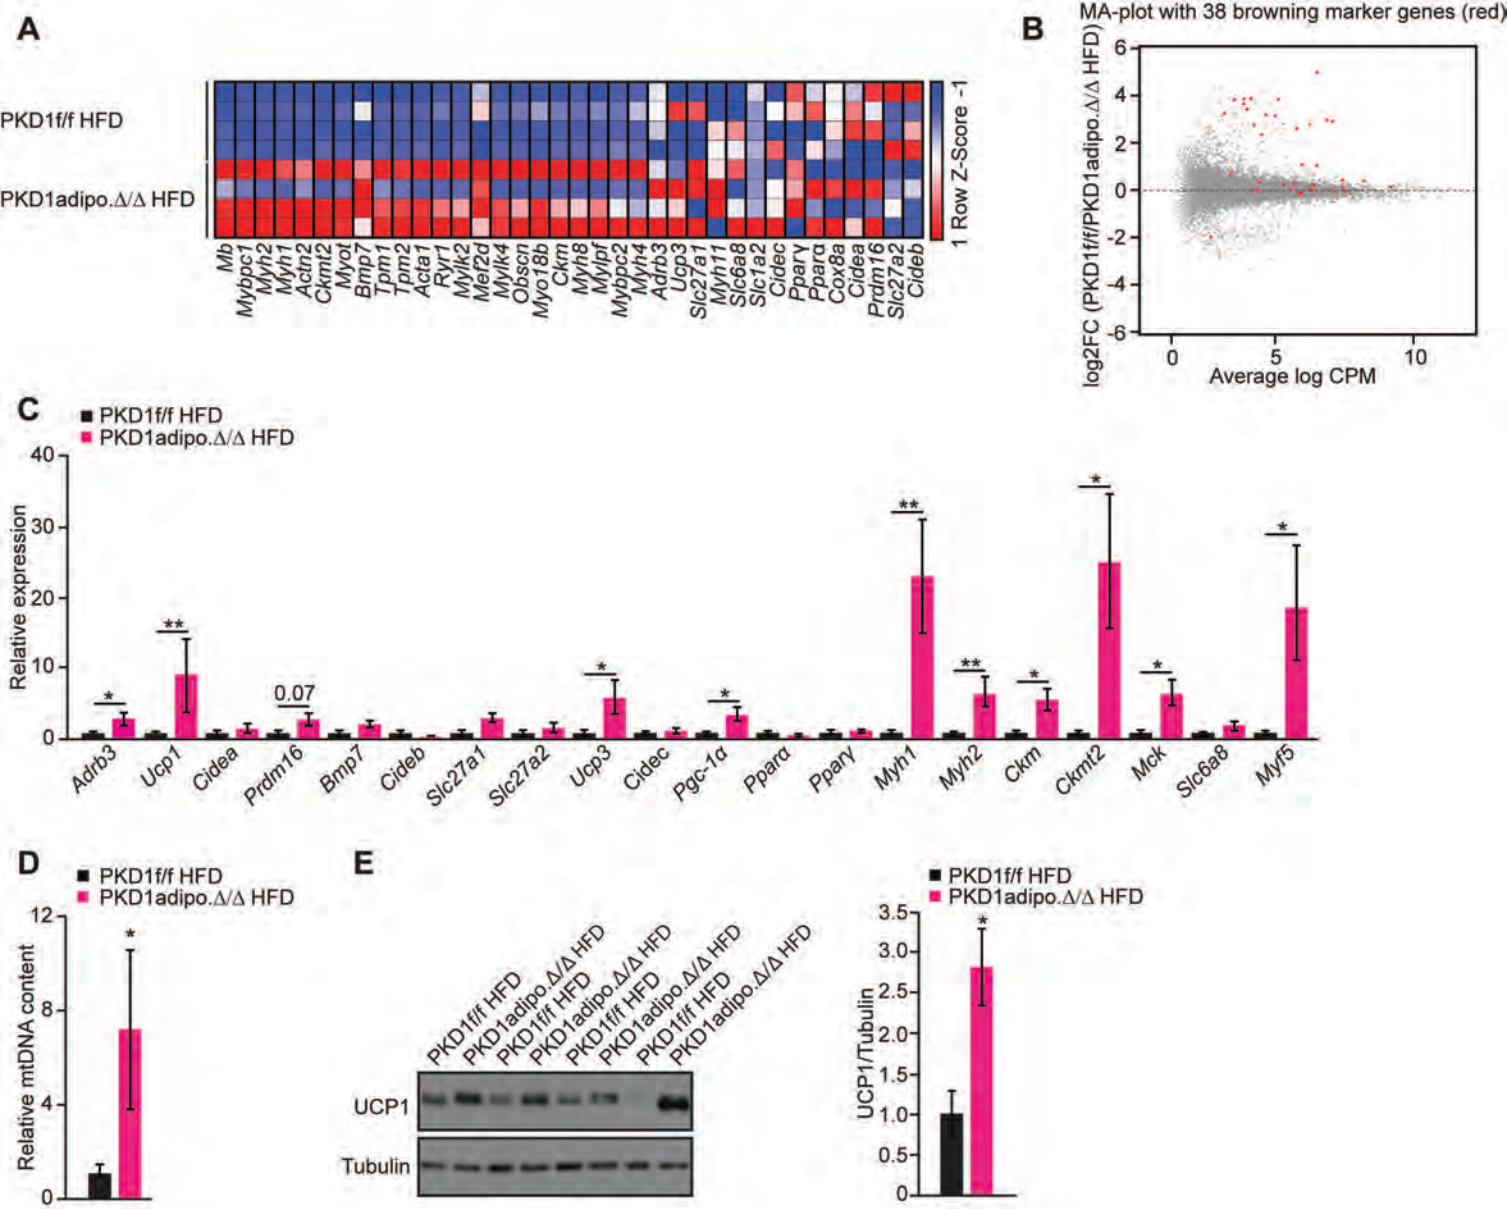 A
PKD1f/f HFD
PKD1adipo.Δ/Δ HFD
1 Row Z-Score -1
Mb
Mybpc1
Myh2
Myh1
Actn2
Ckmt2
Myot
Bmp7
Tpm1
Tpm2
Acta1
Ryr1
Mylk2
Mef2d
Mylk4
Obscn
Myo18b
Ckm
Myh8
Mylpf
Mybpc2
Myh4
Adrb3
Ucp3
Slc27a1
Myh11
Slc6a8
Slc1a2
Cidec
Pparγ
Pparα
Cox8a
Cidea
Prdm16
Slc27a2
Cideb
B
MA-plot with 38 browning marker genes (red)
log2FC (PKD1f/f/PKD1adipo.Δ/Δ HFD)
6
4
2
0
-2
-4
-6
0 5 10
Average log CPM
C
PKD1f/f HFD
PKD1adipo.Δ/Δ HFD
Relative expression
40
30
20
10
0
*
**
0.07
*
*
**
**
*
*
*
*
Adrb3
Ucp1
Cidea
Prdm16
Bmp7
Cideb
Slc27a1
Slc27a2
Ucp3
Cidec
Pgc-1α
Pparα
Pparγ
Myh1
Myh2
Ckm
Ckmt2
Mck
Slc6a8
Myf5
D
PKD1f/f HFD
PKD1adipo.Δ/Δ HFD
Relative mtDNA content
12
8
4
0
*
E
PKD1f/f HFD
PKD1adipo.Δ/Δ HFD
PKD1f/f HFD
PKD1adipo.Δ/Δ HFD
PKD1f/f HFD
PKD1adipo.Δ/Δ HFD
PKD1f/f HFD
PKD1adipo.Δ/Δ HFD
UCP1
Tubulin
PKD1f/f HFD
PKD1adipo.Δ/Δ HFD
UCP1/Tubulin
3.5
3.0
2.5
2.0
1.5
1.0
0.5
0
*